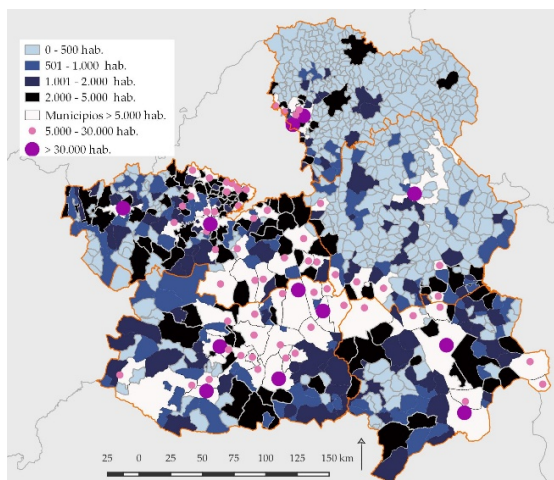 0 - 500 hab.
501 - 1.000 hab.
1.001 - 2.000 hab.
2.000 - 5.000 hab.
Municipios > 5.000 hab.
5.000 - 30.000 hab.
> 30.000 hab.
25 0 25 50 75 100 125 150 km